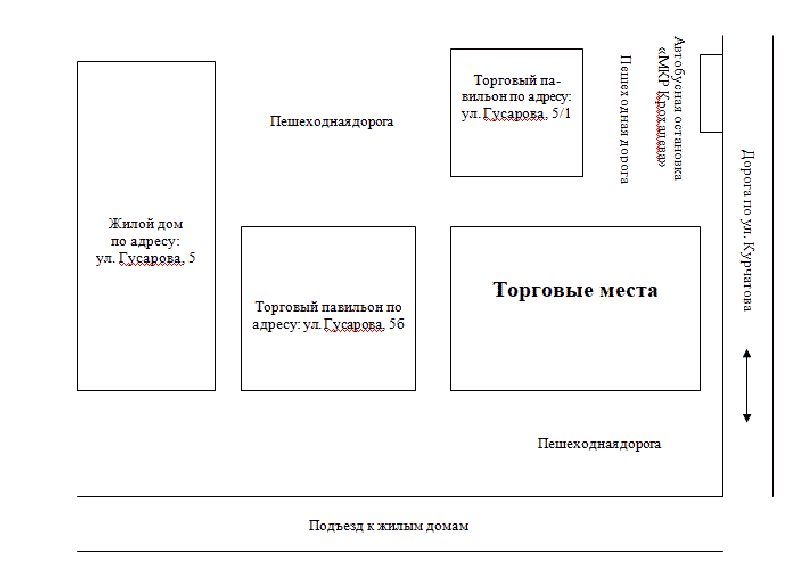 Торговый па-
вильон по адресу:
ул. Гусарова, 5/1
Пешеходная дорога
Автобусная остановка
«МКР Крохалева»
Пешеходнаядорога
Дорога по ул. Курчатова
Жилой дом
по адресу:
ул. Гусарова, 5
Торговый павильон по
адресу: ул. Гусарова, 5б
Торговые места
Пешеходнаядорога
Подъезд к жилым домам